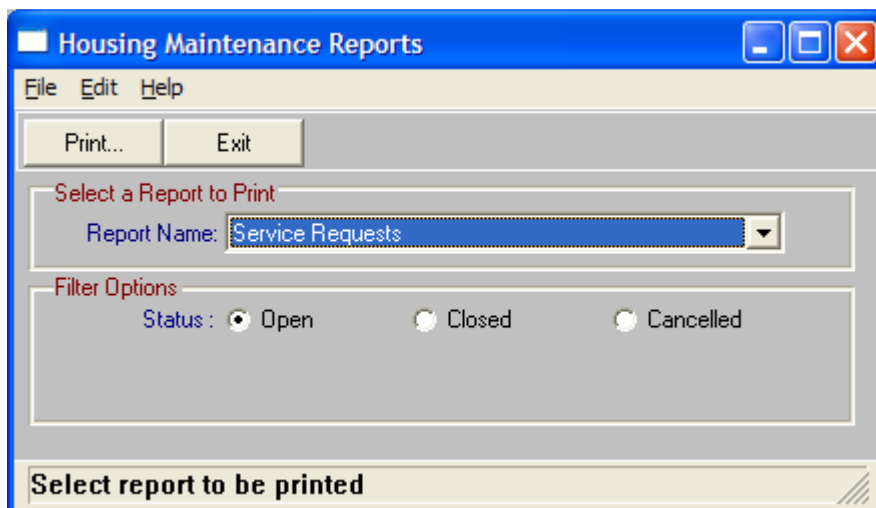 Housing Maintenance Reports
File Edit Help
Print... Exit
Select a Report to Print
Report Name: Service Requests
Filter Options
Status : Open Closed Cancelled
Select report to be printed